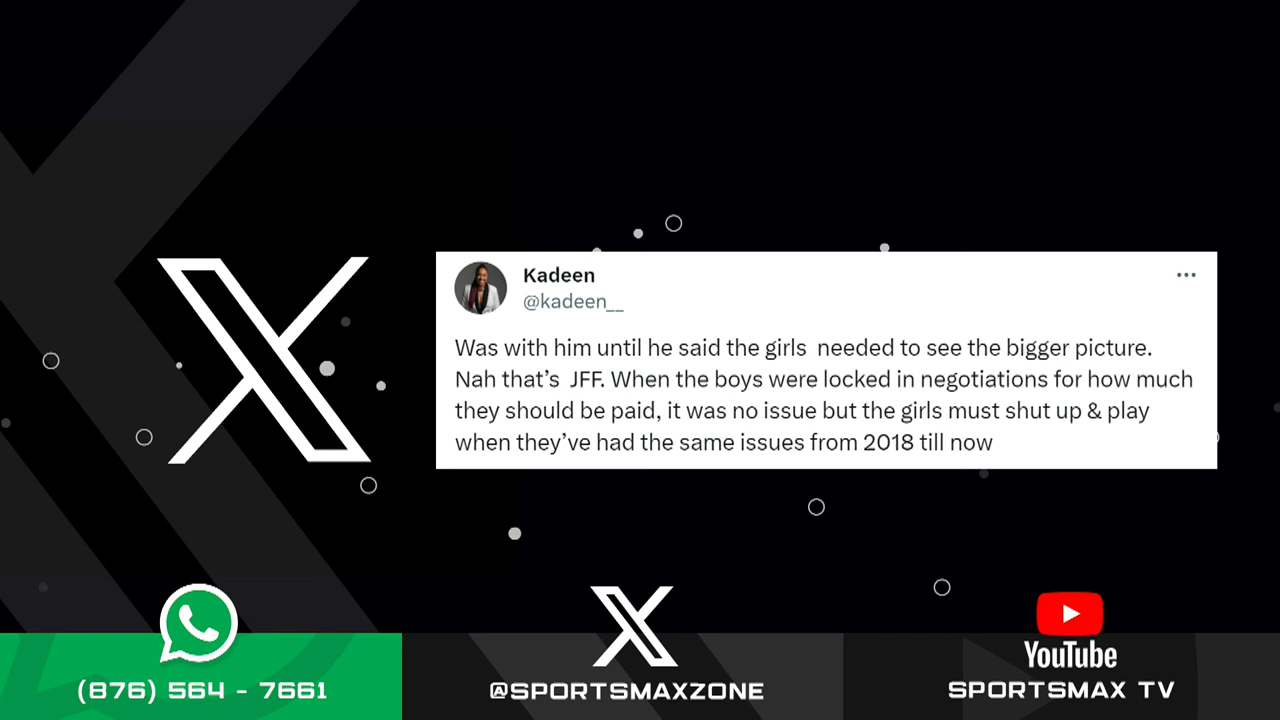 Kadeen
@kadeen__
Was with him until he said the girls  needed to see the bigger picture.
Nah that’s  JFF. When the boys were locked in negotiations for how much
they should be paid, it was no issue but the girls must shut up & play
when they’ve had the same issues from 2018 till now
(876) 564 - 7661
@SPORTSMAXZONE
YouTube
SPORTSMAX TV